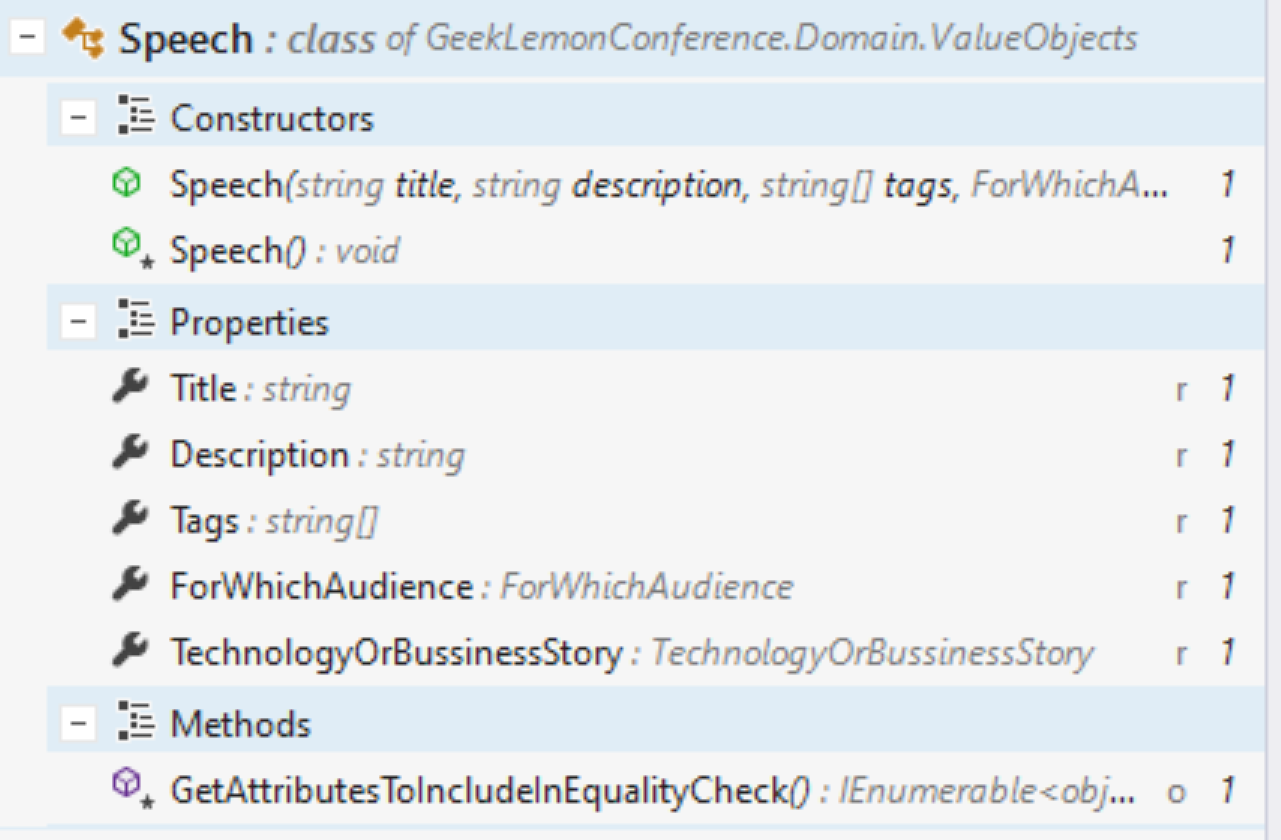 Speech : class of GeekLemonConference.Domain.ValueObjects
Constructors
Speech(string title, string description, string[] tags, ForWhichA... 1
Speech() : void 1
Properties
Title : string r 1
Description : string r 1
Tags : string[] r 1
ForWhichAudience : ForWhichAudience r 1
TechnologyOrBussinessStory : TechnologyOrBussinessStory r 1
Methods
GetAttributesToIncludeInEqualityCheck() : IEnumerable<obj... o 1